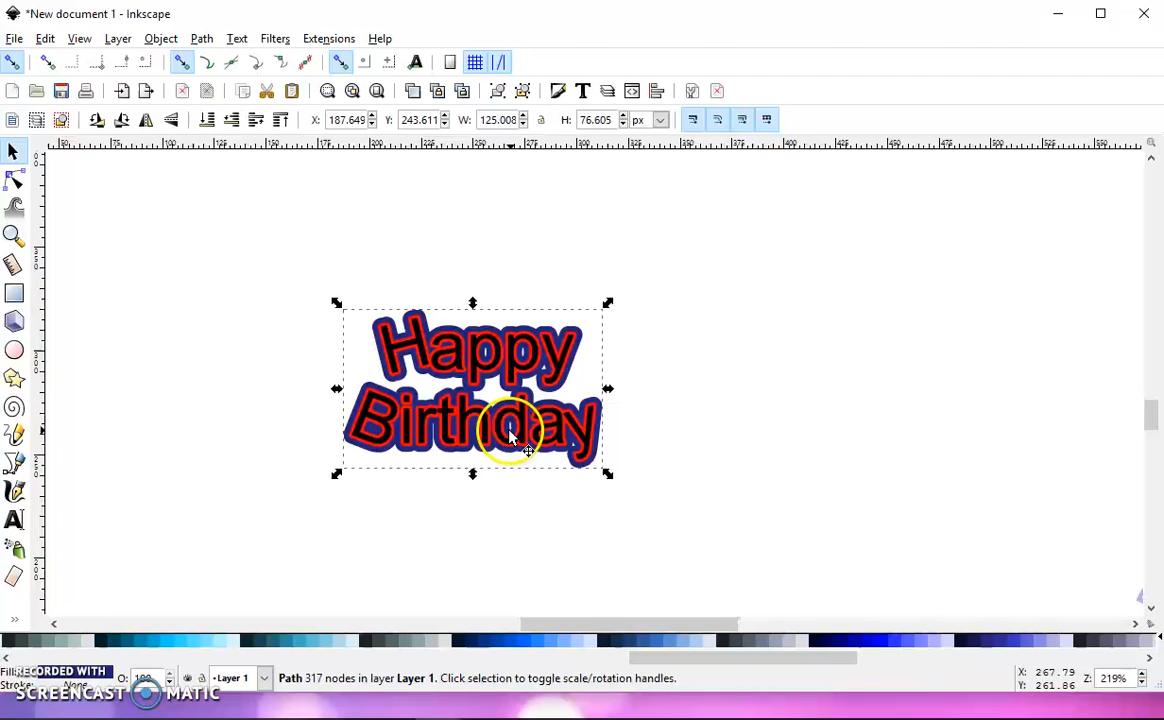 *New document 1 - Inkscape
File Edit View Layer Object Path Text Filters Extensions Help
X: 187.649 Y: 243.611 W: 125.008 H: 76.605 px
Happy
Birthday
Fill:
Stroke: None
O: 100
Layer 1
Path 317 nodes in layer Layer 1. Click selection to toggle scale/rotation handles.
X: 267.79
Y: 261.86
Z: 219%
RECORDED WITH
SCREENCAST MATIC